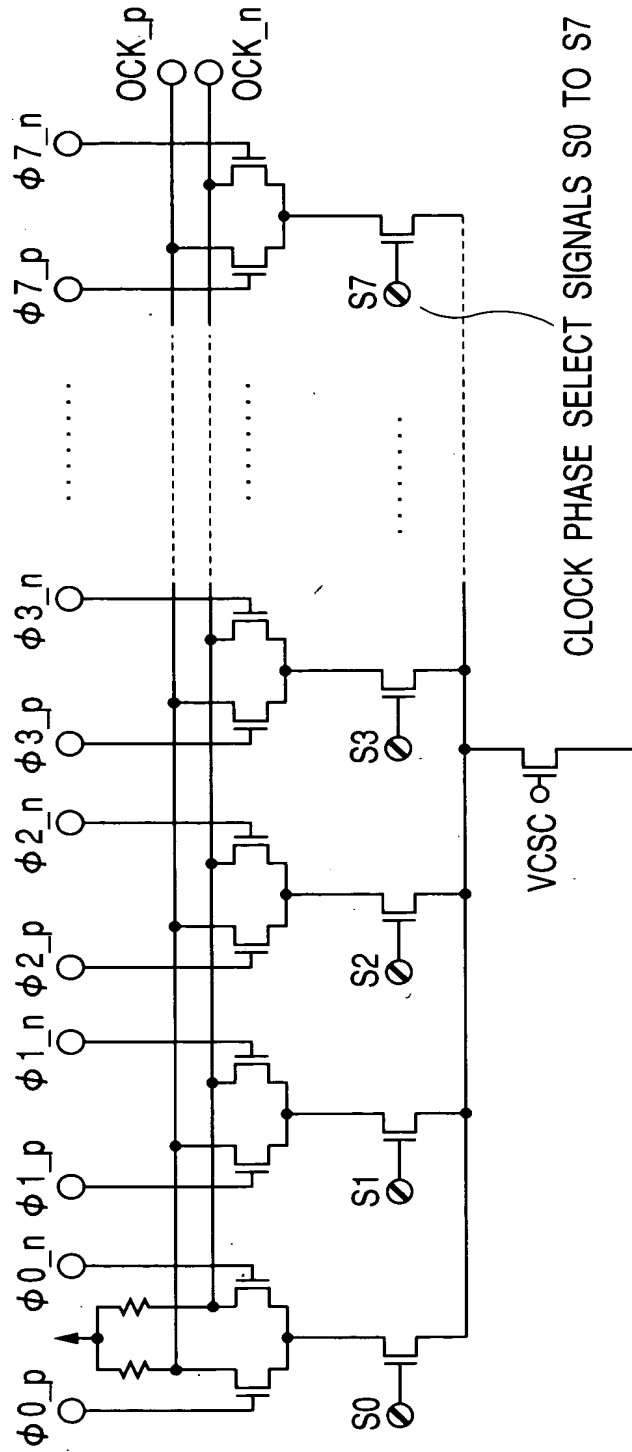 ϕ0_p
ϕ0_n
ϕ1_p
ϕ1_n
ϕ2_p
ϕ2_n
ϕ3_p
ϕ3_n
ϕ7_p
ϕ7_n
OCK_p
OCK_n
S0
S1
S2
S3
S7
VCSC
CLOCK PHASE SELECT SIGNALS S0 TO S7